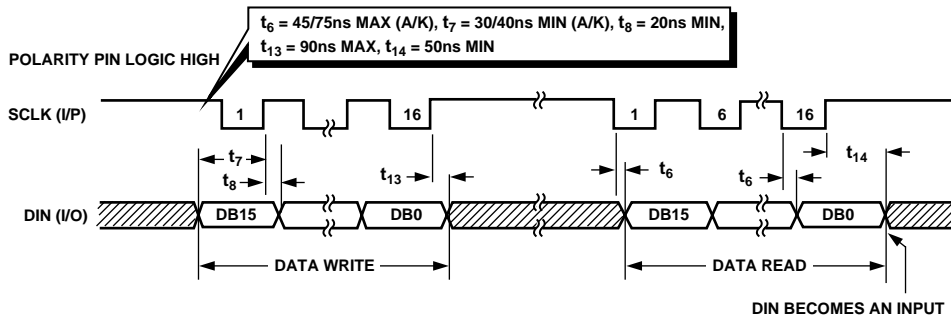 t6 = 45/75ns MAX (A/K), t7 = 30/40ns MIN (A/K), t8 = 20ns MIN,
t13 = 90ns MAX, t14 = 50ns MIN
POLARITY PIN LOGIC HIGH
SCLK (I/P)
1
16
1
6
16
t7
t8
t13
t6
t6
t14
DIN (I/O)
DB15
DB0
DB15
DB0
DATA WRITE
DATA READ
DIN BECOMES AN INPUT